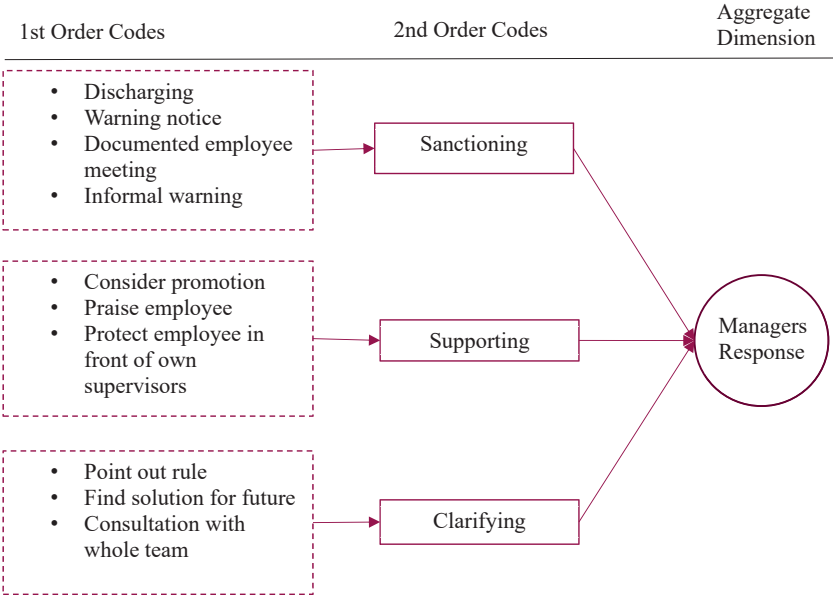 1st Order Codes
2nd Order Codes
Aggregate
Dimension
• Discharging
• Warning notice
• Documented employee
meeting
• Informal warning
Sanctioning
• Consider promotion
• Praise employee
• Protect employee in
front of own
supervisors
Supporting
Managers
Response
• Point out rule
• Find solution for future
• Consultation with
whole team
Clarifying